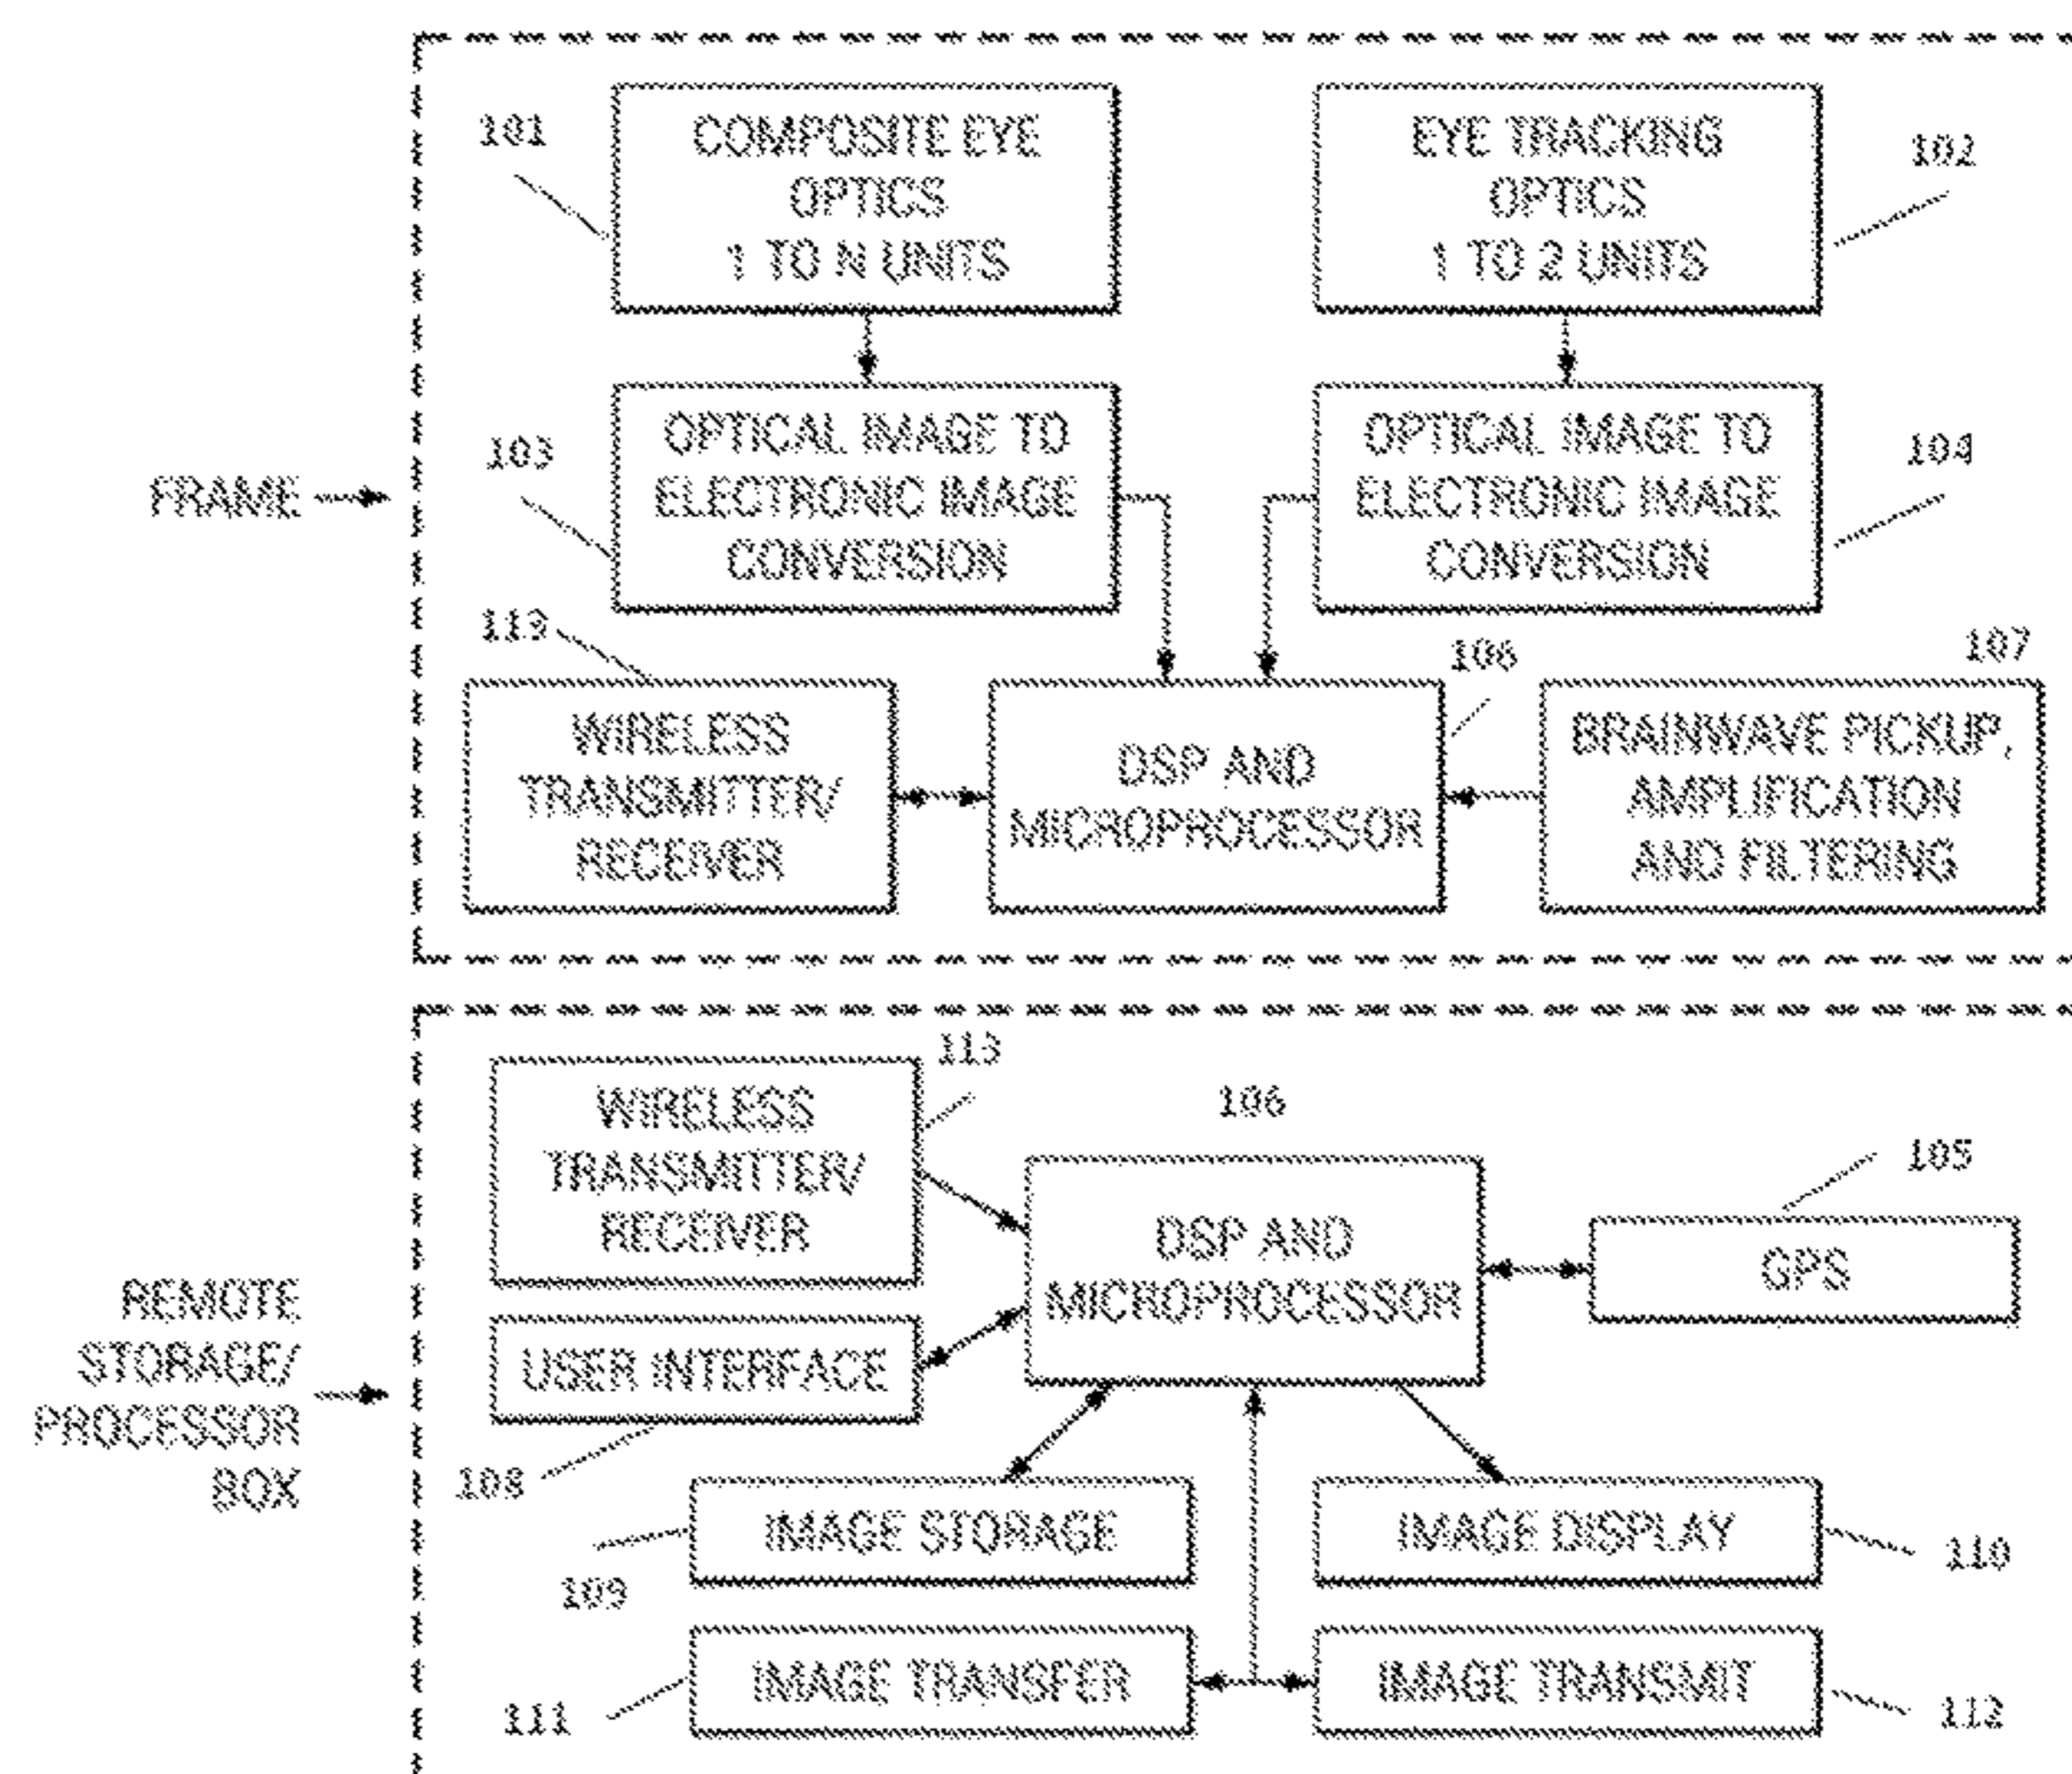 101
COMPOSITE EYE
OPTICS
1 TO N UNITS
EYE TRACKING
OPTICS
1 TO 2 UNITS
102
103
OPTICAL IMAGE TO
ELECTRONIC IMAGE
CONVERSION
OPTICAL IMAGE TO
ELECTRONIC IMAGE
CONVERSION
104
FRAME
113
WIRELESS
TRANSMITTER/
RECEIVER
106
DSP AND
MICROPROCESSOR
107
BRAINWAVE PICKUP,
AMPLIFICATION
AND FILTERING
113
WIRELESS
TRANSMITTER/
RECEIVER
106
DSP AND
MICROPROCESSOR
105
GPS
REMOTE
STORAGE/
PROCESSOR
BOX
USER INTERFACE
108
IMAGE STORAGE
109
IMAGE DISPLAY
110
IMAGE TRANSFER
111
IMAGE TRANSMIT
112